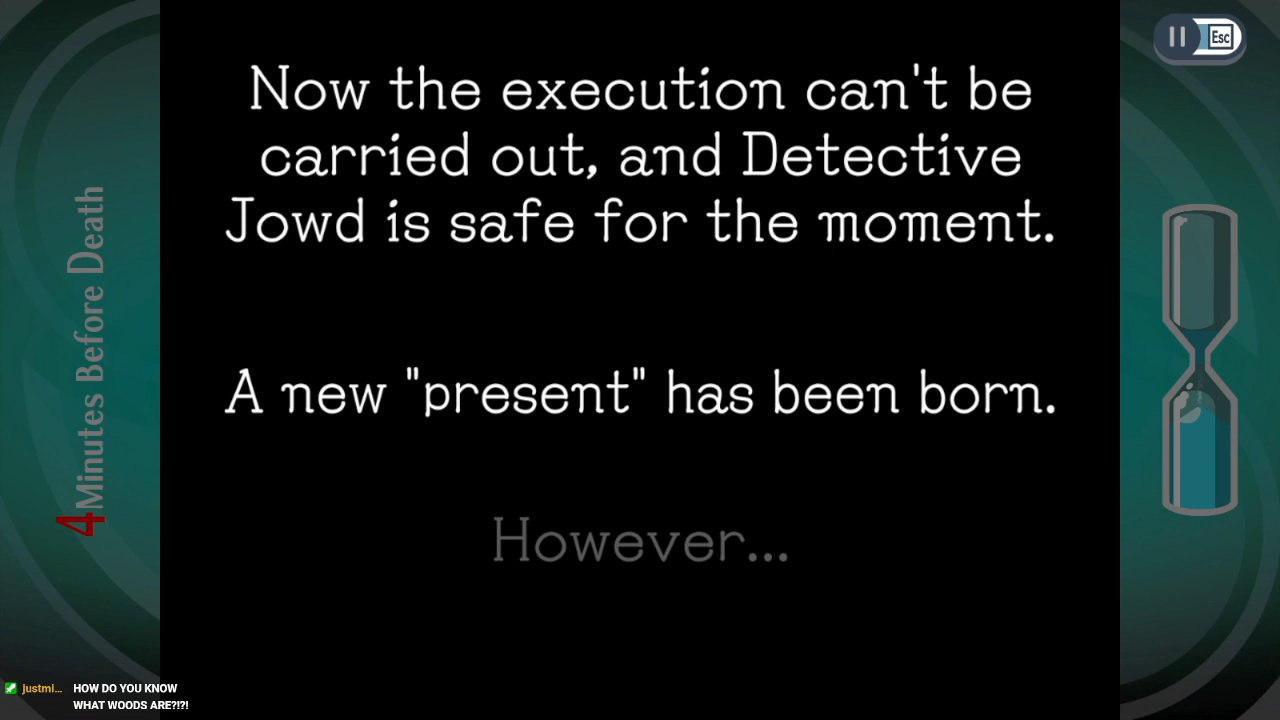 Now the execution can't be
carried out, and Detective
Jowd is safe for the moment.
A new "present" has been born.
However...
4 Minutes Before Death
Esc
justmi... HOW DO YOU KNOW
WHAT WOODS ARE?!?!